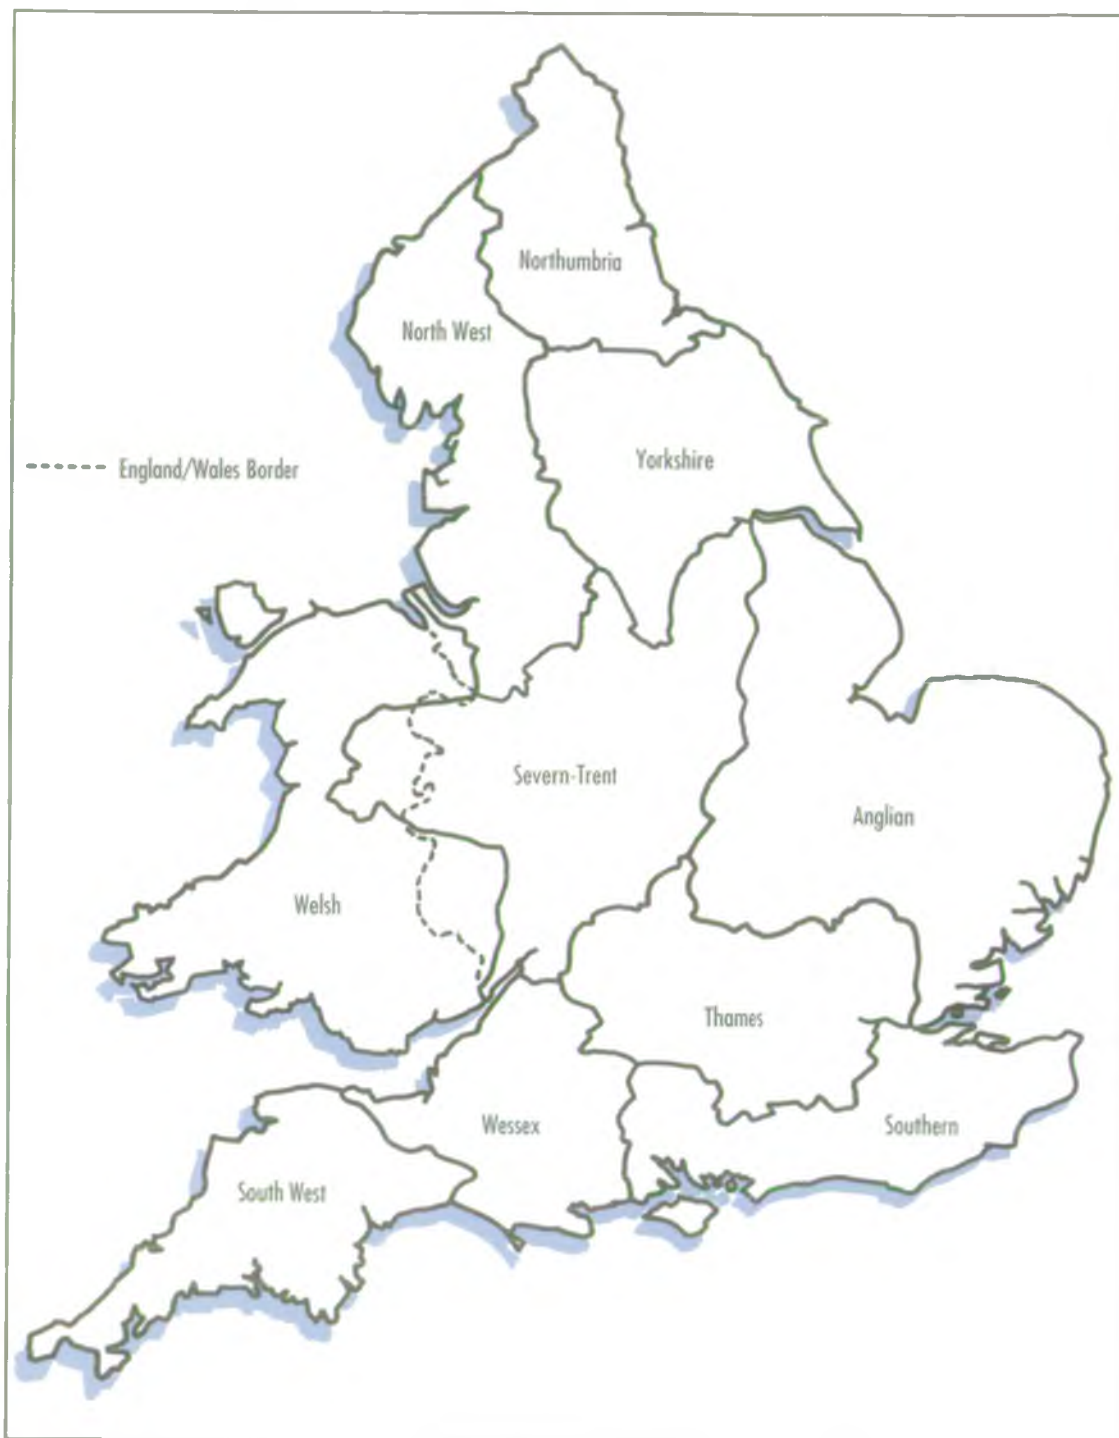 Northumbria
North West
Yorkshire
England/Wales Border
Severn-Trent
Anglian
Welsh
Thames
Wessex
Southern
South West